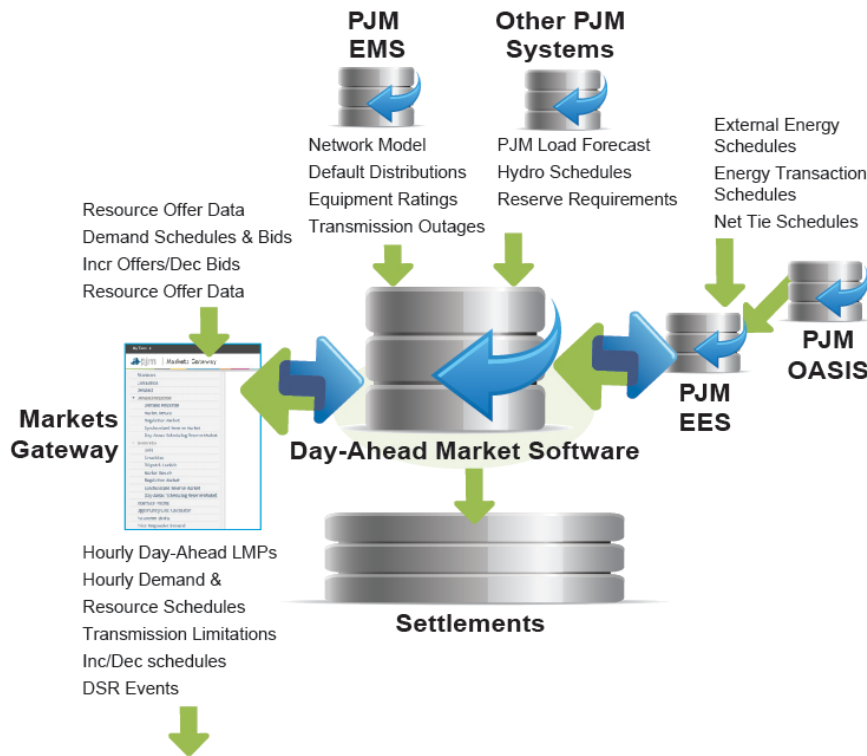 PJM
EMS
Other PJM
Systems
Network Model
Default Distributions
Equipment Ratings
Transmission Outages
PJM Load Forecast
Hydro Schedules
Reserve Requirements
External Energy
Schedules
Energy Transaction
Schedules
Net Tie Schedules
Resource Offer Data
Demand Schedules & Bids
Incr Offers/Dec Bids
Resource Offer Data
pjm Markets Gateway
Markets
Gateway
Day-Ahead Market Software
PJM
EES
PJM
OASIS
Hourly Day-Ahead LMPs
Hourly Demand &
Resource Schedules
Transmission Limitations
Inc/Dec schedules
DSR Events
Settlements